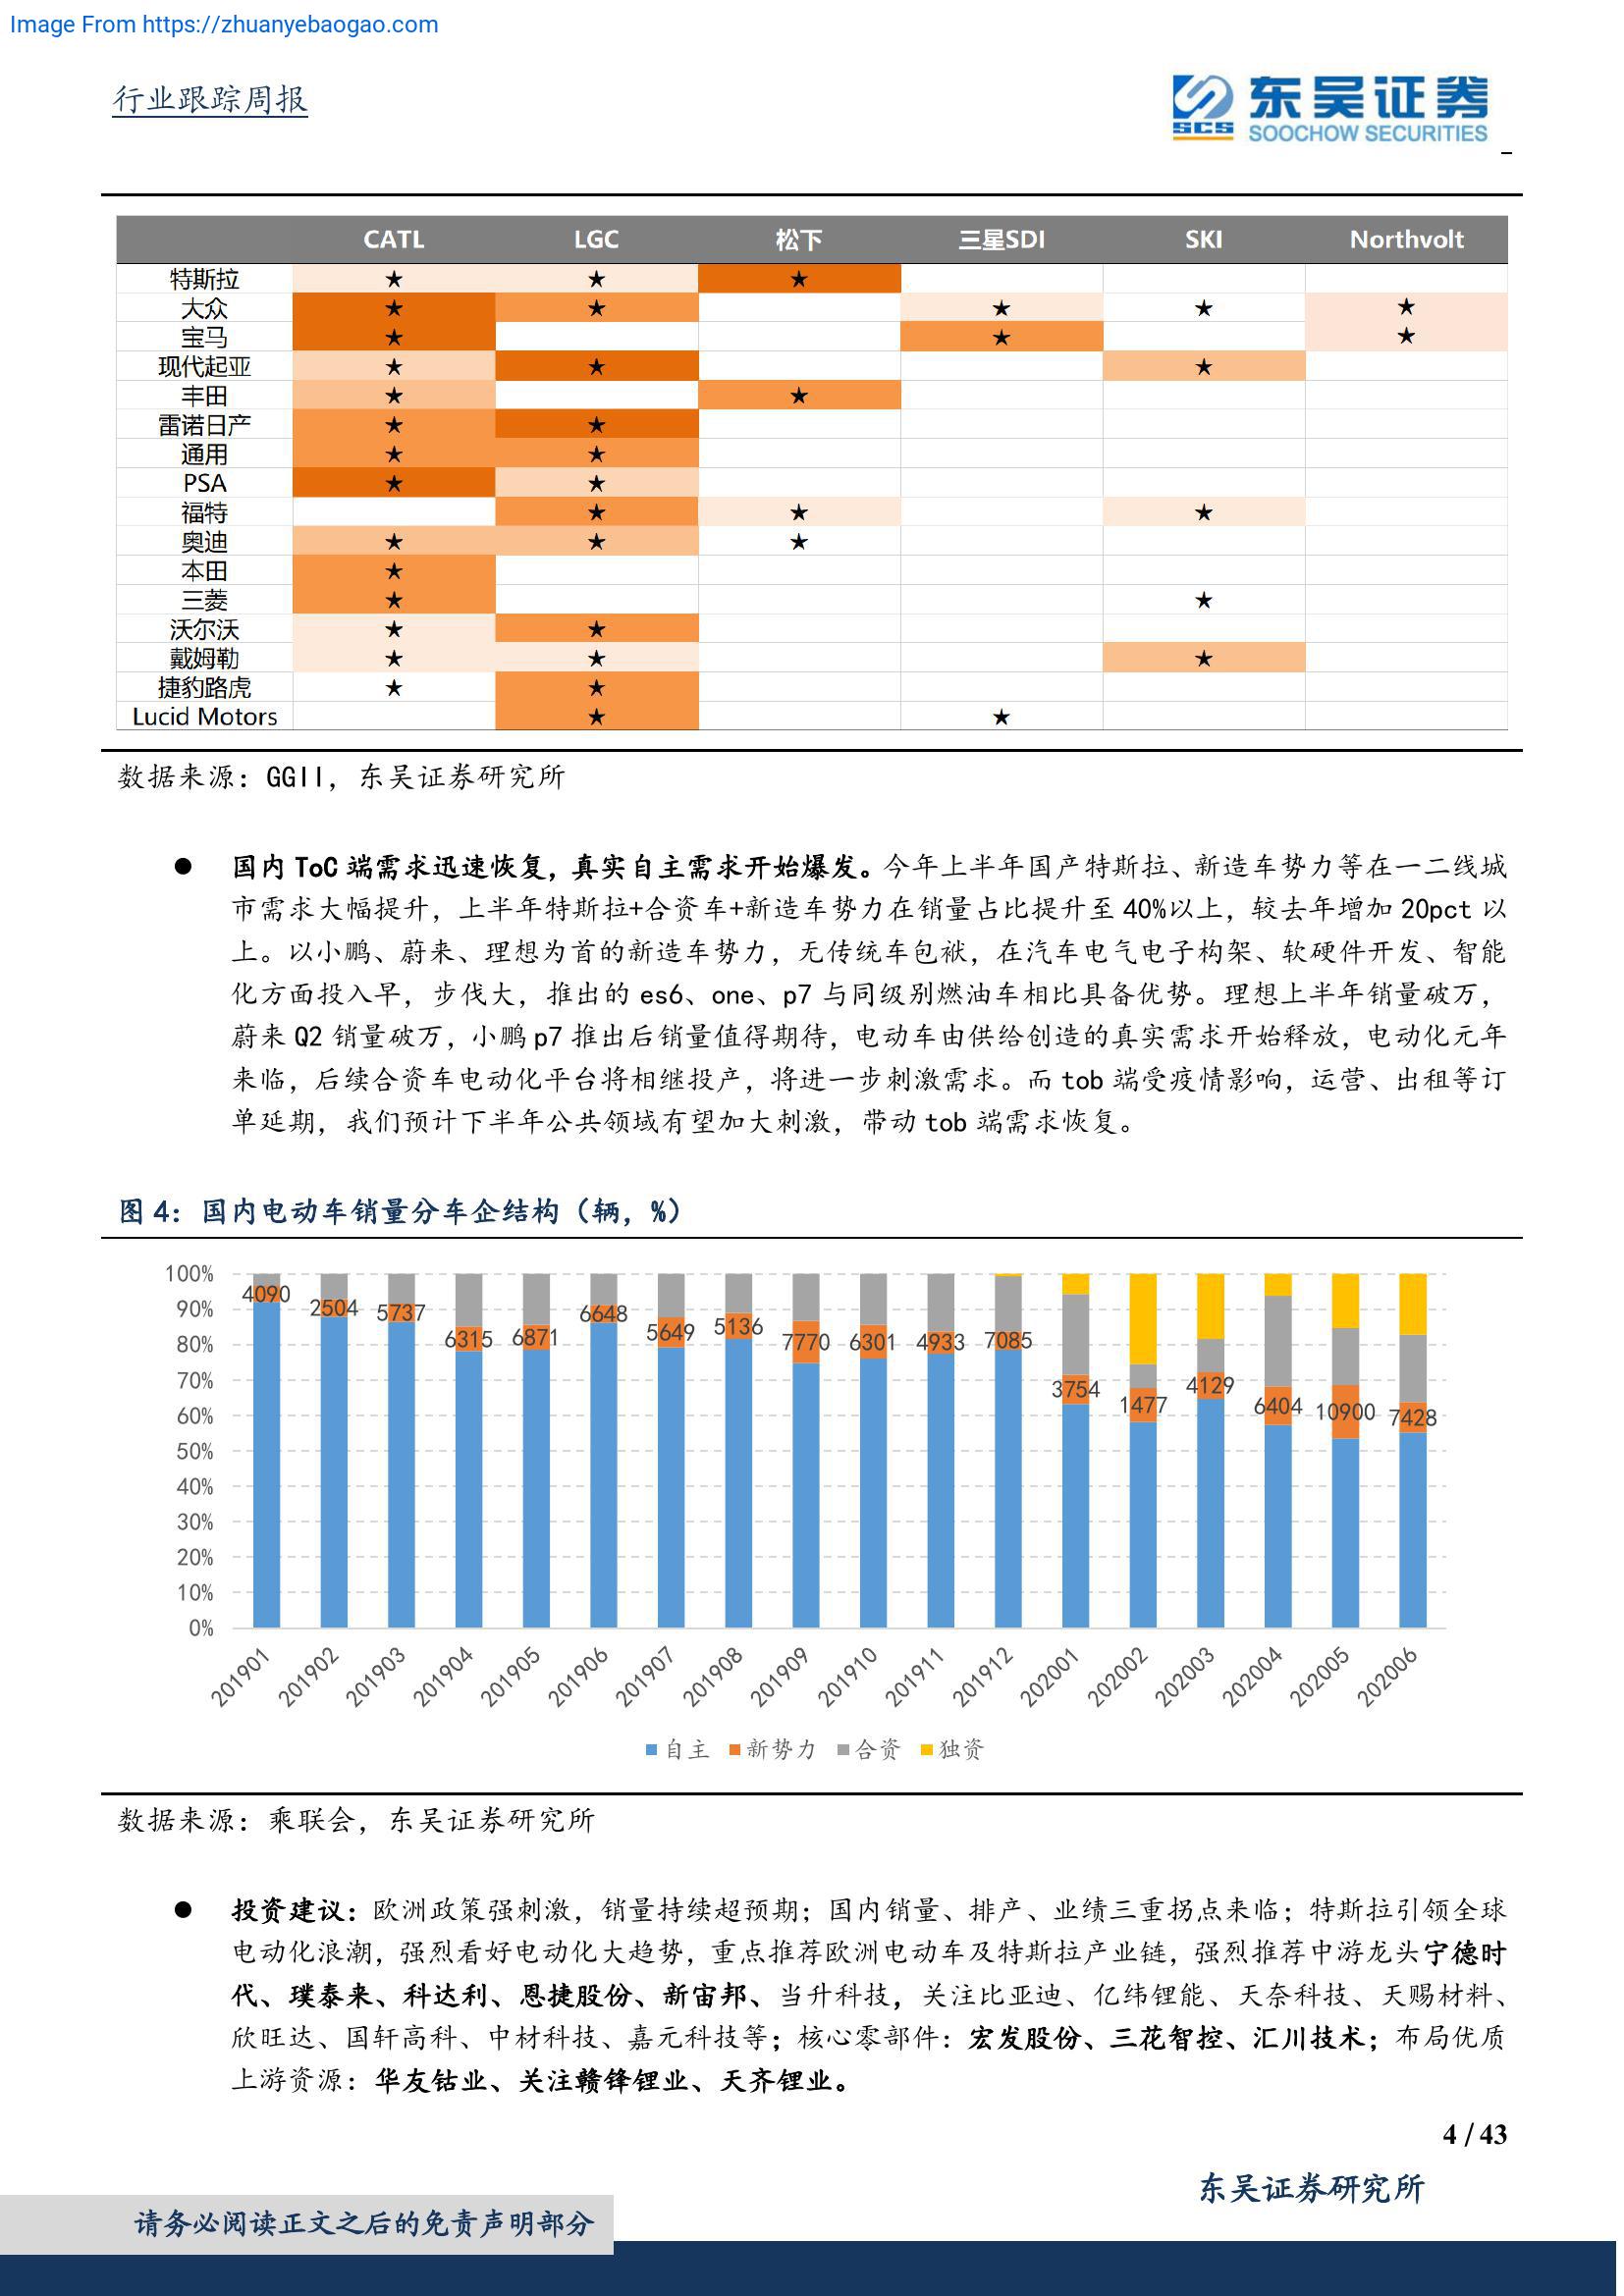 Image From https://zhuanyebaogao.com
行业跟踪周报
东吴证券
SCS
SOOCHOW SECURITIES
CATL LGC 松下 三星SDI SKI Northvolt
特斯拉 ★ ★ ★
大众 ★ ★ ★ ★ ★
宝马 ★ ★ ★
现代起亚 ★ ★ ★
丰田 ★ ★
雷诺日产 ★ ★
通用 ★ ★
PSA ★ ★
福特 ★ ★ ★
奥迪 ★ ★ ★
本田 ★
三菱 ★ ★
沃尔沃 ★ ★
戴姆勒 ★ ★ ★
捷豹路虎 ★ ★
Lucid Motors ★ ★
数据来源：GGII，东吴证券研究所
● 国内 ToC 端需求迅速恢复，真实自主需求开始爆发。今年上半年国产特斯拉、新造车势力等在一二线城
市需求大幅提升，上半年特斯拉+合资车+新造车势力在销量占比提升至 40%以上，较去年增加 20pct 以
上。以小鹏、蔚来、理想为首的新造车势力，无传统车包袱，在汽车电气电子构架、软硬件开发、智能
化方面投入早，步伐大，推出的 es6、one、p7 与同级别燃油车相比具备优势。理想上半年销量破万，
蔚来 Q2 销量破万，小鹏 p7 推出后销量值得期待，电动车由供给创造的真实需求开始释放，电动化元年
来临，后续合资车电动化平台将相继投产，将进一步刺激需求。而 tob 端受疫情影响，运营、出租等订
单延期，我们预计下半年公共领域有望加大刺激，带动 tob 端需求恢复。
图 4：国内电动车销量分车企结构（辆，%）
100%
90%
80%
70%
60%
50%
40%
30%
20%
10%
0%
4090 2504 5737 6315 6871 6648 5649 5136 7770 6301 4933 7085 3754 1477 4129 6404 10900 7428
201901 201902 201903 201904 201905 201906 201907 201908 201909 201910 201911 201912 202001 202002 202003 202004 202005 202006
自主 新势力 合资 独资
数据来源：乘联会，东吴证券研究所
● 投资建议：欧洲政策强刺激，销量持续超预期；国内销量、排产、业绩三重拐点来临；特斯拉引领全球
电动化浪潮，强烈看好电动化大趋势，重点推荐欧洲电动车及特斯拉产业链，强烈推荐中游龙头宁德时
代、璞泰来、科达利、恩捷股份、新宙邦、当升科技，关注比亚迪、亿纬锂能、天奈科技、天赐材料、
欣旺达、国轩高科、中材科技、嘉元科技等；核心零部件：宏发股份、三花智控、汇川技术；布局优质
上游资源：华友钴业、关注赣锋锂业、天齐锂业。
4 / 43
东吴证券研究所
请务必阅读正文之后的免责声明部分